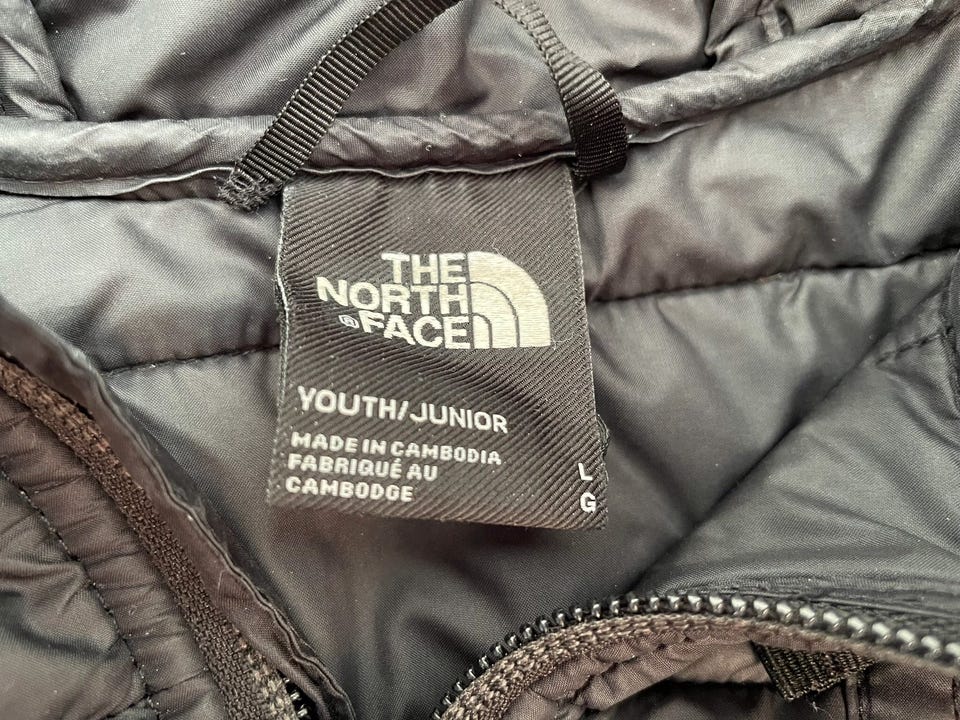 THE
NORTH
® FACE
YOUTH/JUNIOR
MADE IN CAMBODIA
FABRIQUÉ AU
CAMBODGE
L
G